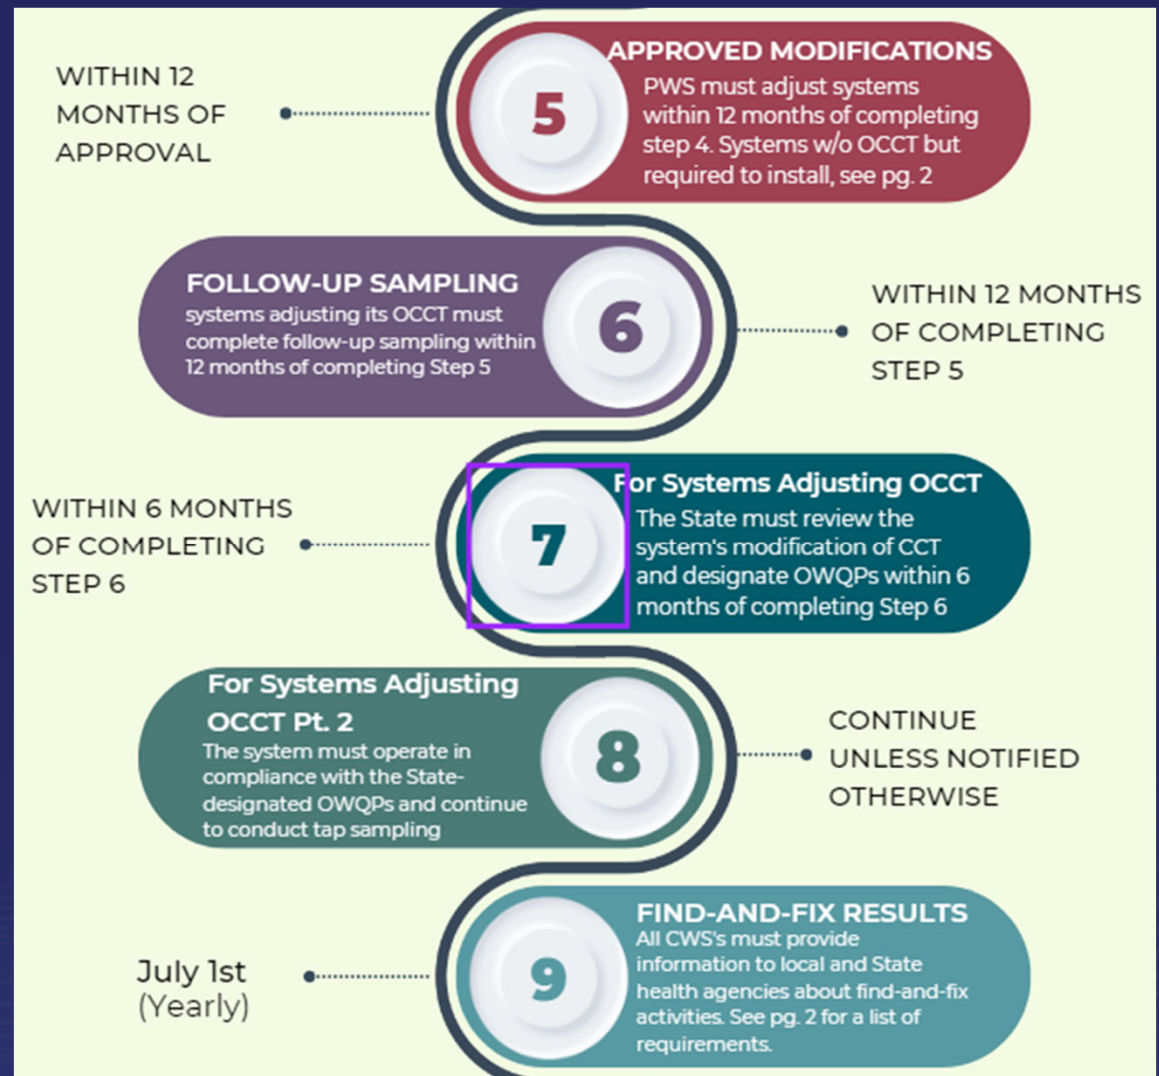 WITHIN 12
MONTHS OF
APPROVAL
5
APPROVED MODIFICATIONS
PWS must adjust systems
within 12 months of completing
step 4. Systems w/o OCCT but
required to install, see pg. 2
FOLLOW-UP SAMPLING
systems adjusting its OCCT must
complete follow-up sampling within
12 months of completing Step 5
6
WITHIN 12 MONTHS
OF COMPLETING
STEP 5
WITHIN 6 MONTHS
OF COMPLETING
STEP 6
7
For Systems Adjusting OCCT
The State must review the
system's modification of CCT
and designate OWQPs within 6
months of completing Step 6
For Systems Adjusting
OCCT Pt. 2
The system must operate in
compliance with the State-
designated OWQPs and continue
to conduct tap sampling
8
CONTINUE
UNLESS NOTIFIED
OTHERWISE
July 1st
(Yearly)
9
FIND-AND-FIX RESULTS
All CWS's must provide
information to local and State
health agencies about find-and-fix
activities. See pg. 2 for a list of
requirements.